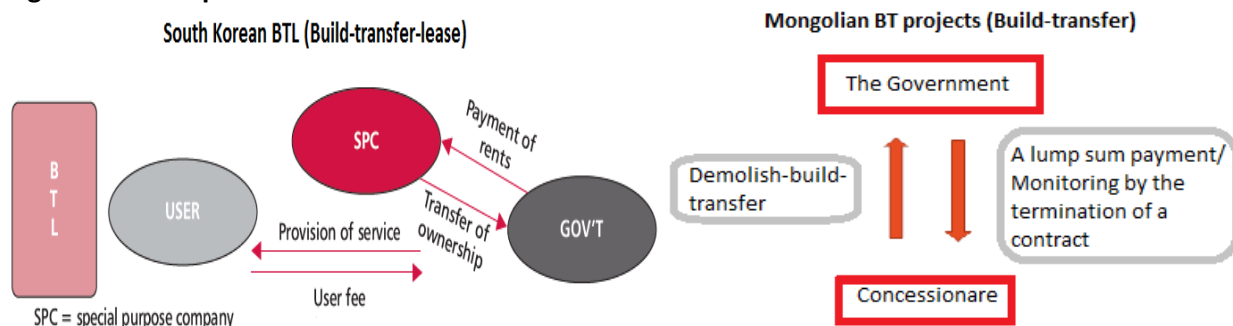 South Korean BTL (Build-transfer-lease)
B
T
L
USER
SPC
Payment of
rents
Transfer of
ownership
GOV'T
Provision of service
User fee
SPC = special purpose company
Mongolian BT projects (Build-transfer)
The Government
Demolish-build-
transfer
A lump sum payment/
Monitoring by the
termination of a
contract
Concessionare